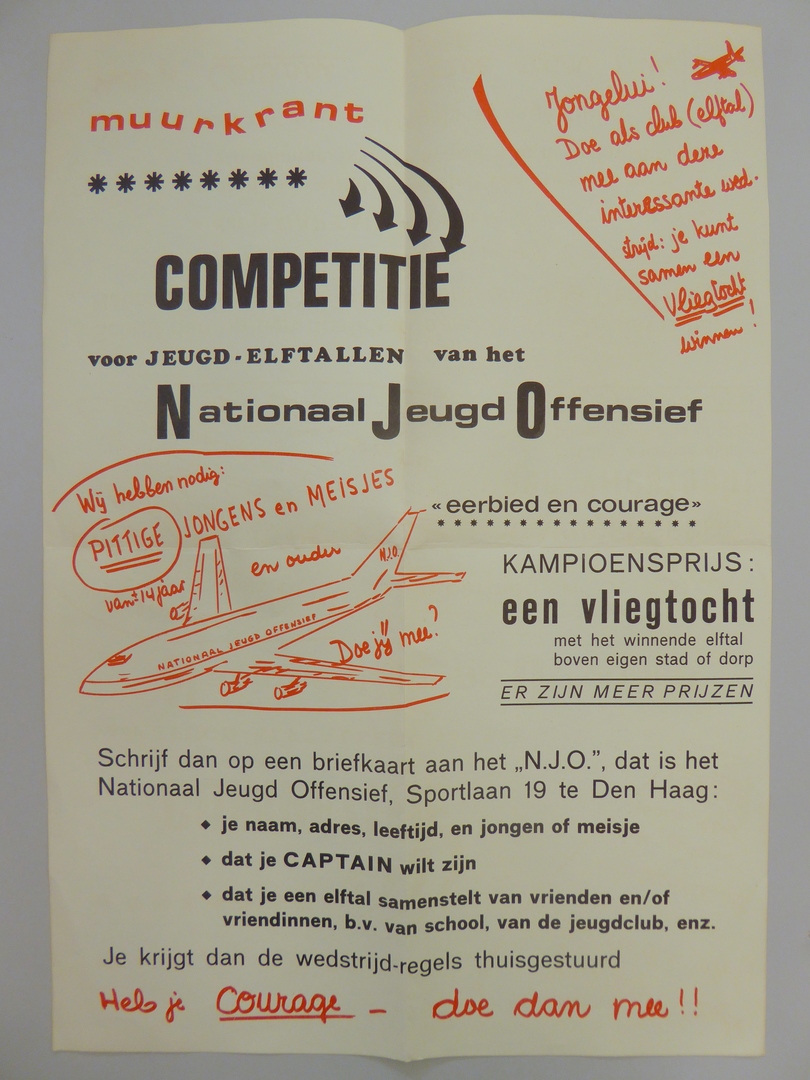 muurkrant
Jongelui!
Doe als club (elftal)
mee aan deze
interessante wed-
strijd: je kunt
samen een
vliegtocht
winnen!
********
COMPETITIE
voor JEUGD-ELFTALLEN van het
Nationaal Jeugd Offensief
Wij hebben nodig:
PITTIGE JONGENS en MEISJES
van ± 14 jaar en ouder
N.J.O.
NATIONAAL JEUGD OFFENSIEF
Doe jij mee?
«eerbied en courage»
KAMPIOENSPRIJS:
een vliegtocht
met het winnende elftal
boven eigen stad of dorp
ER ZIJN MEER PRIJZEN
Schrijf dan op een briefkaart aan het „N.J.O.”, dat is het
Nationaal Jeugd Offensief, Sportlaan 19 te Den Haag:
◆ je naam, adres, leeftijd, en jongen of meisje
◆ dat je CAPTAIN wilt zijn
◆ dat je een elftal samenstelt van vrienden en/of
vriendinnen, b.v. van school, van de jeugdclub, enz.
Je krijgt dan de wedstrijd-regels thuisgestuurd
Heb je Courage - doe dan mee!!